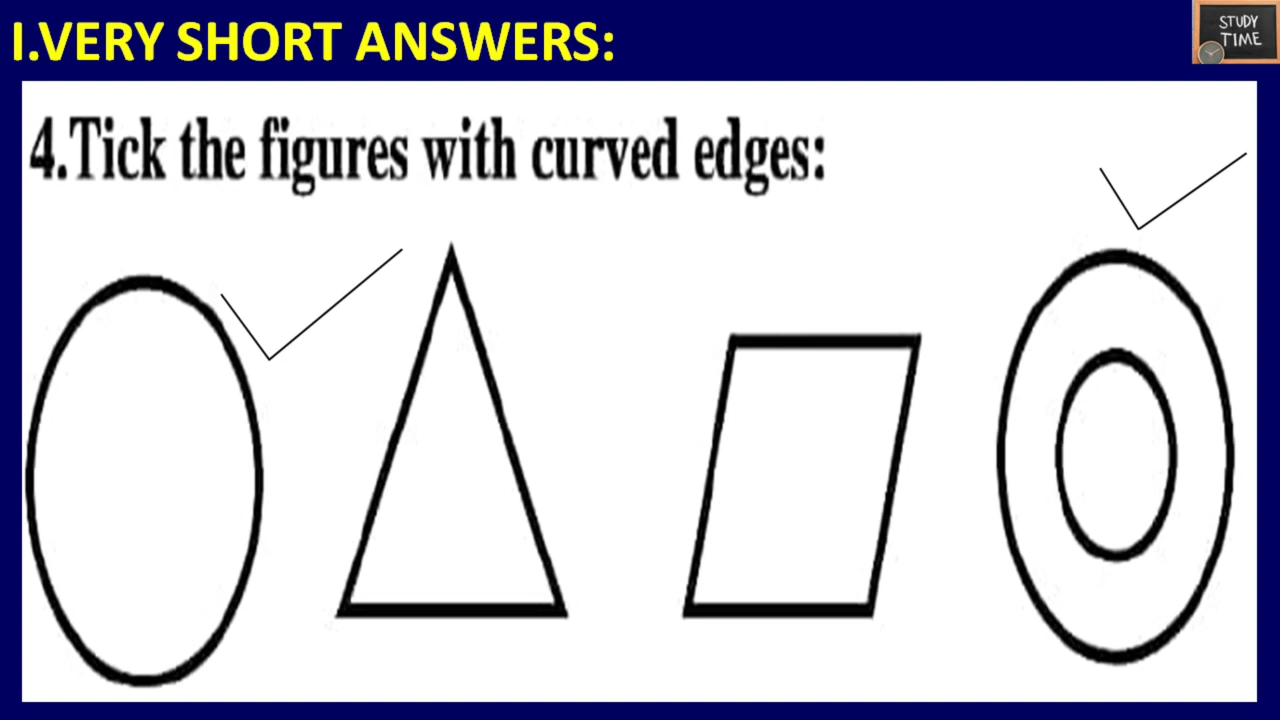 I.VERY SHORT ANSWERS:
STUDY
TIME
4.Tick the figures with curved edges: